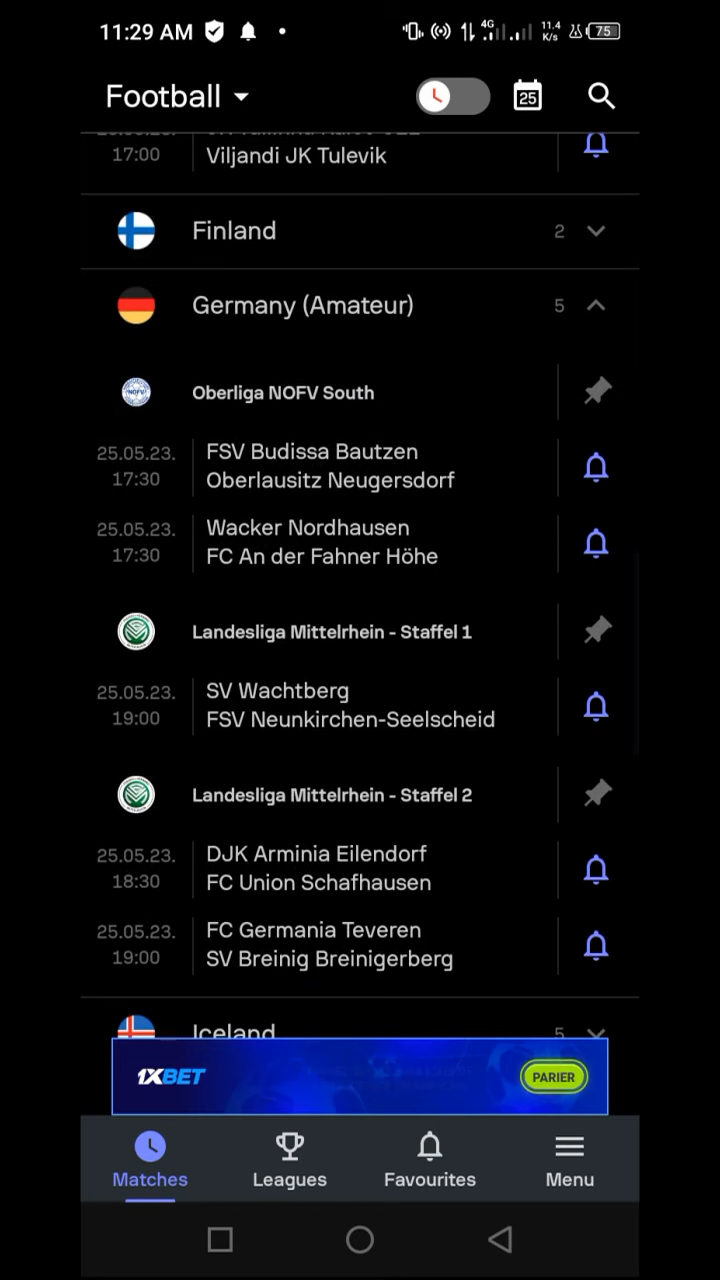 11:29 AM
4G
11.4
K/s
75
Football
25
17:00
Viljandi JK Tulevik
Finland
2
Germany (Amateur)
5
NOFV
Oberliga NOFV South
25.05.23.
17:30
FSV Budissa Bautzen
Oberlausitz Neugersdorf
25.05.23.
17:30
Wacker Nordhausen
FC An der Fahner Höhe
Landesliga Mittelrhein - Staffel 1
25.05.23.
19:00
SV Wachtberg
FSV Neunkirchen-Seelscheid
Landesliga Mittelrhein - Staffel 2
25.05.23.
18:30
DJK Arminia Eilendorf
FC Union Schafhausen
25.05.23.
19:00
FC Germania Teveren
SV Breinig Breinigerberg
Iceland
5
1XBET
PARIER
Matches
Leagues
Favourites
Menu